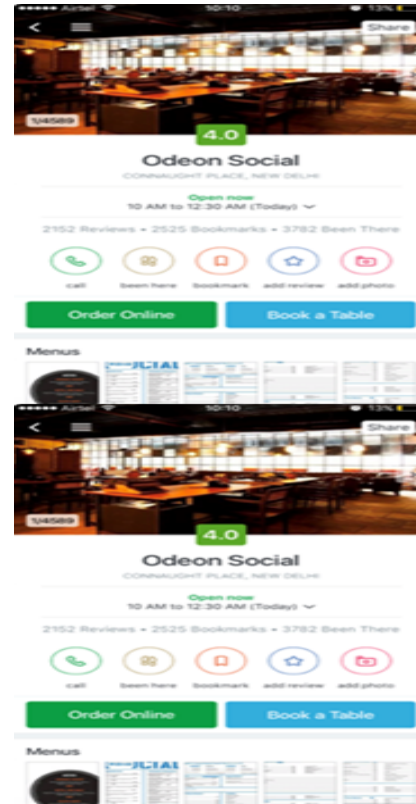 Airtel 10:10 13%
Share
1/4589
4.0
Odeon Social
CONNAUGHT PLACE, NEW DELHI
Open now
10 AM to 12:30 AM (Today)
2152 Reviews • 2525 Bookmarks • 3782 Been There
call been here bookmark add review add photo
Order Online Book a Table
Menus
Airtel 10:10 13%
Share
1/4589
4.0
Odeon Social
CONNAUGHT PLACE, NEW DELHI
Open now
10 AM to 12:30 AM (Today)
2152 Reviews • 2525 Bookmarks • 3782 Been There
call been here bookmark add review add photo
Order Online Book a Table
Menus